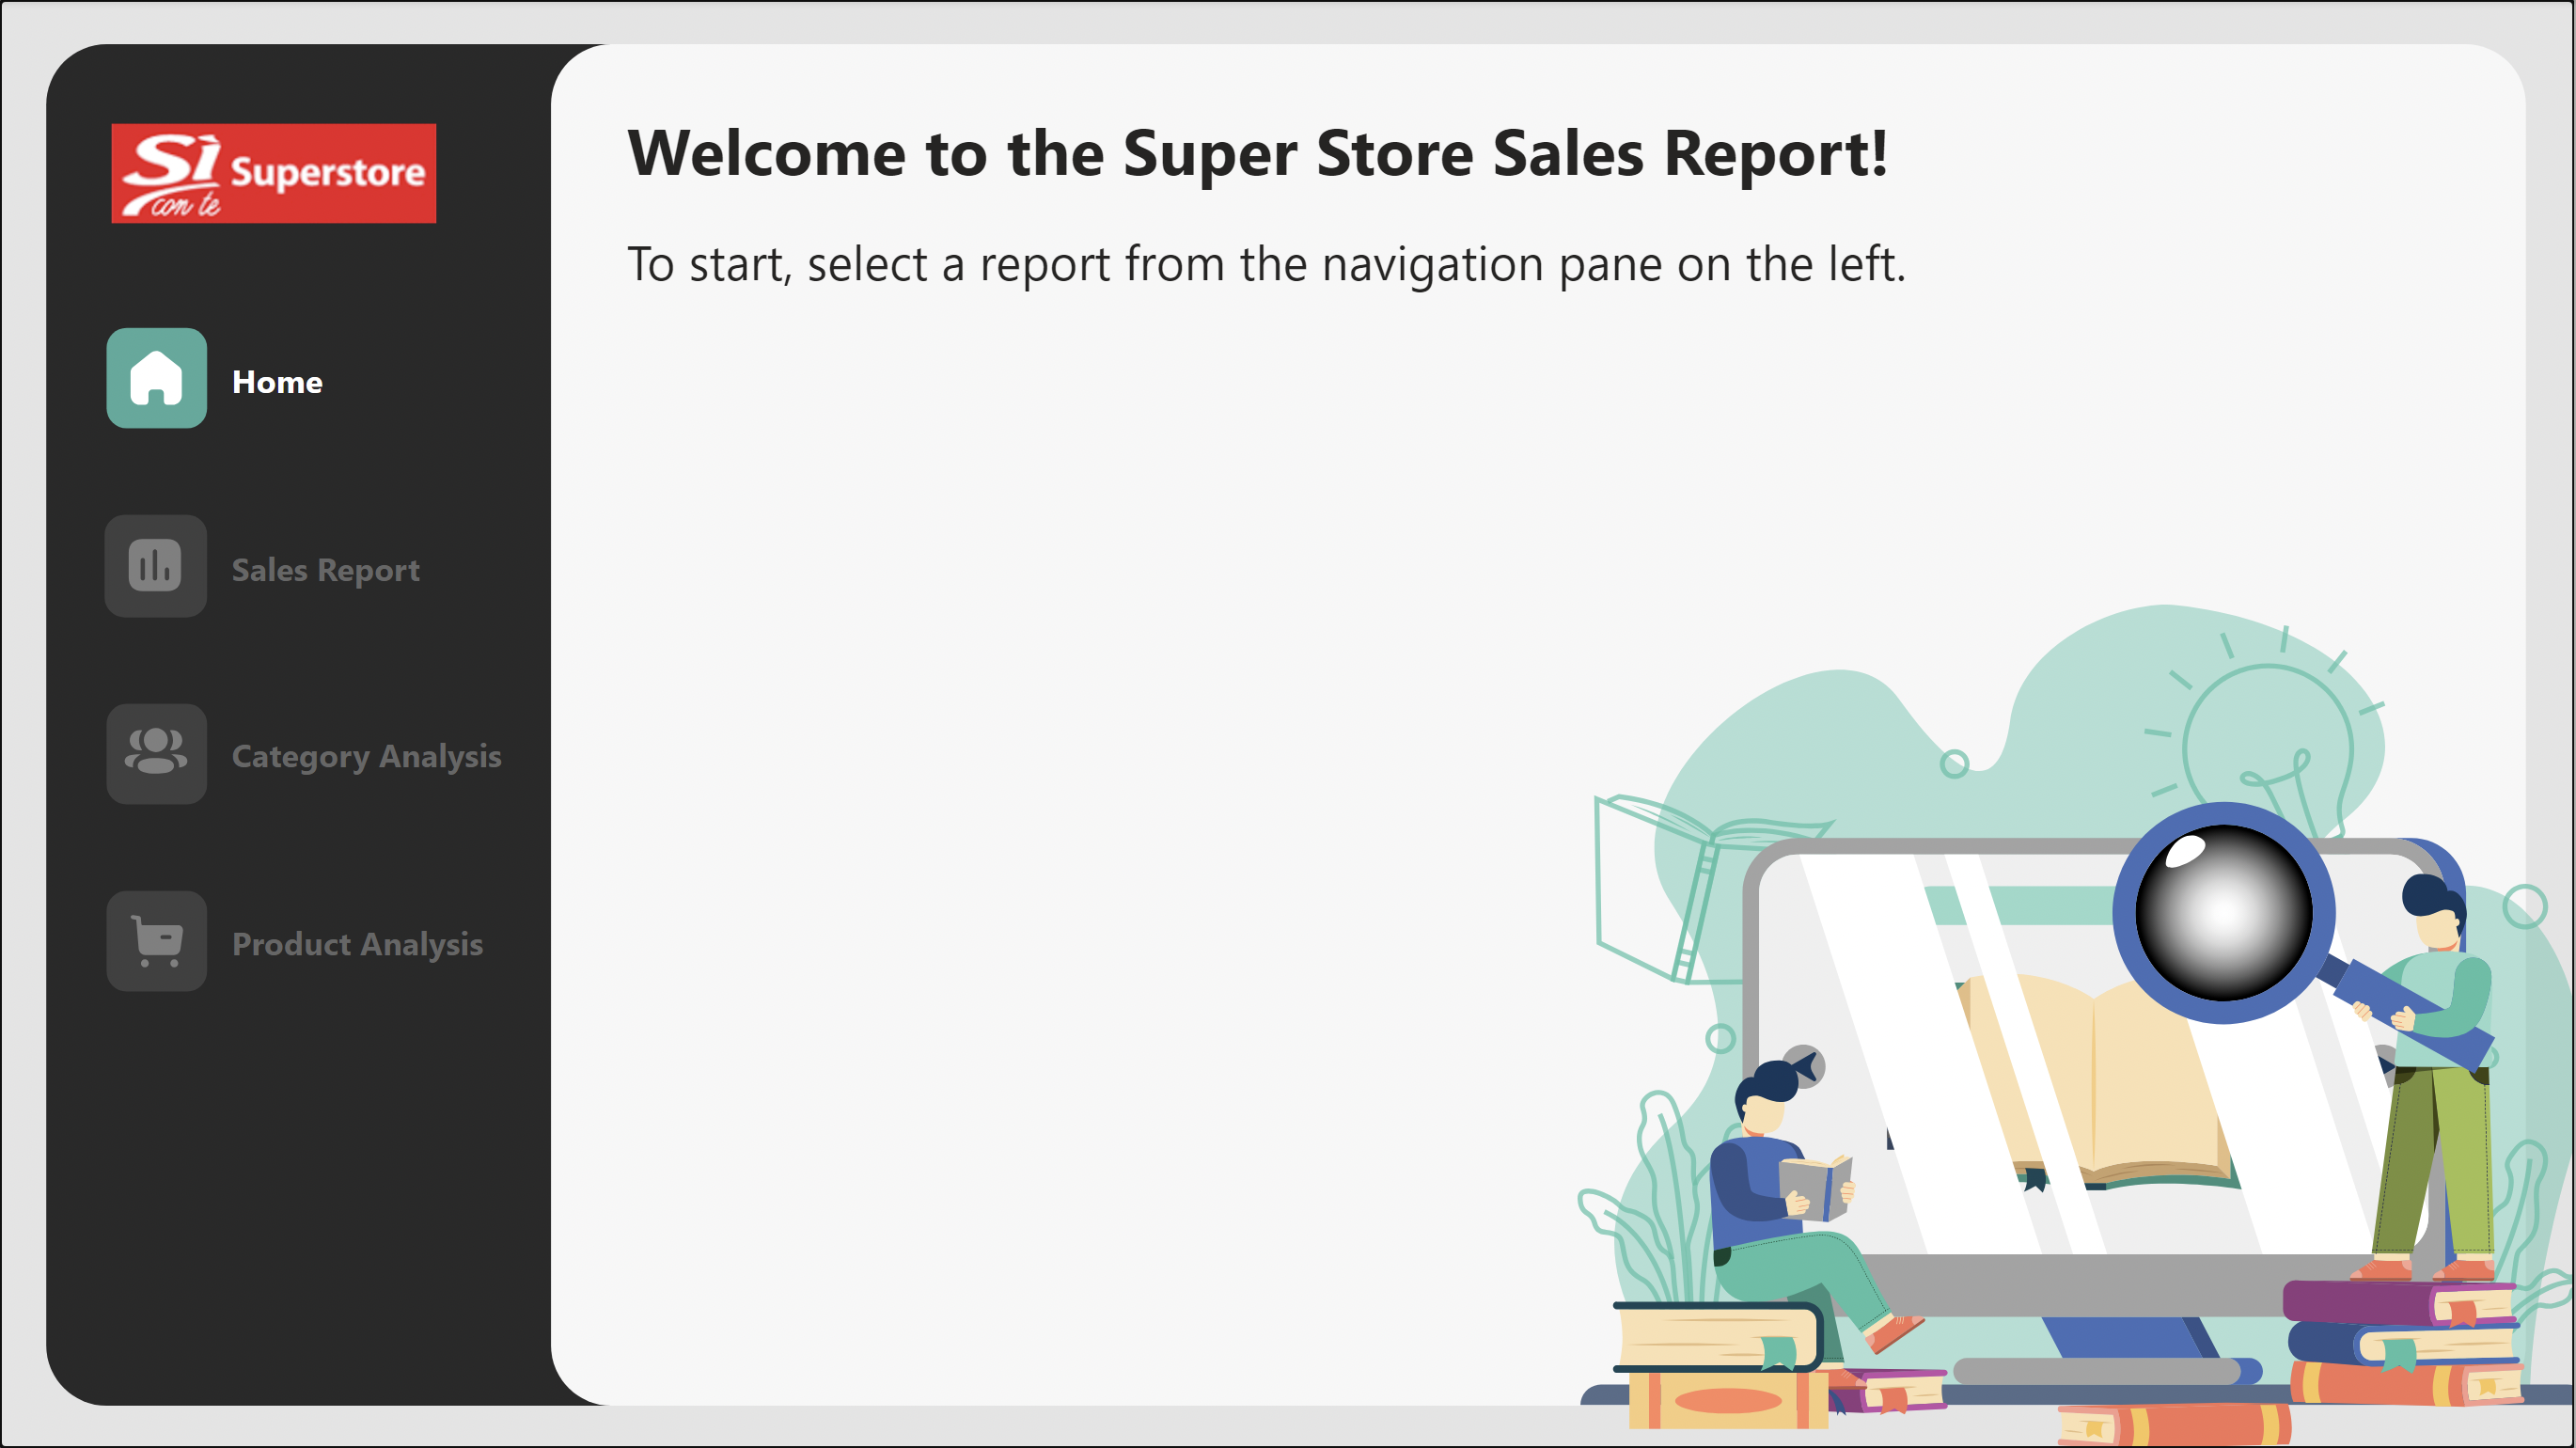 Sì Superstore
con te
Welcome to the Super Store Sales Report!
To start, select a report from the navigation pane on the left.
Home
Sales Report
Category Analysis
Product Analysis